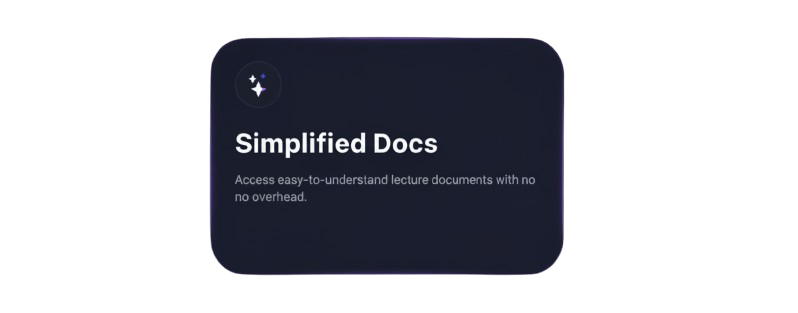 Simplified Docs
Access easy-to-understand lecture documents with no
no overhead.